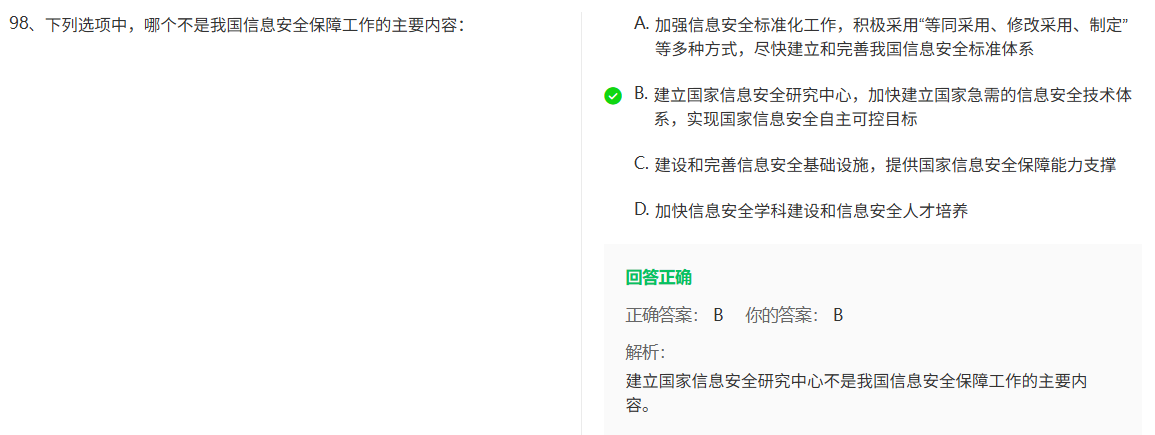 98、下列选项中，哪个不是我国信息安全保障工作的主要内容：
A. 加强信息安全标准化工作，积极采用“等同采用、修改采用、制定”
等多种方式，尽快建立和完善我国信息安全标准体系
B. 建立国家信息安全研究中心，加快建立国家急需的信息安全技术体
系，实现国家信息安全自主可控目标
C. 建设和完善信息安全基础设施，提供国家信息安全保障能力支撑
D. 加快信息安全学科建设和信息安全人才培养
回答正确
正确答案： B 你的答案： B
解析：
建立国家信息安全研究中心不是我国信息安全保障工作的主要内
容。